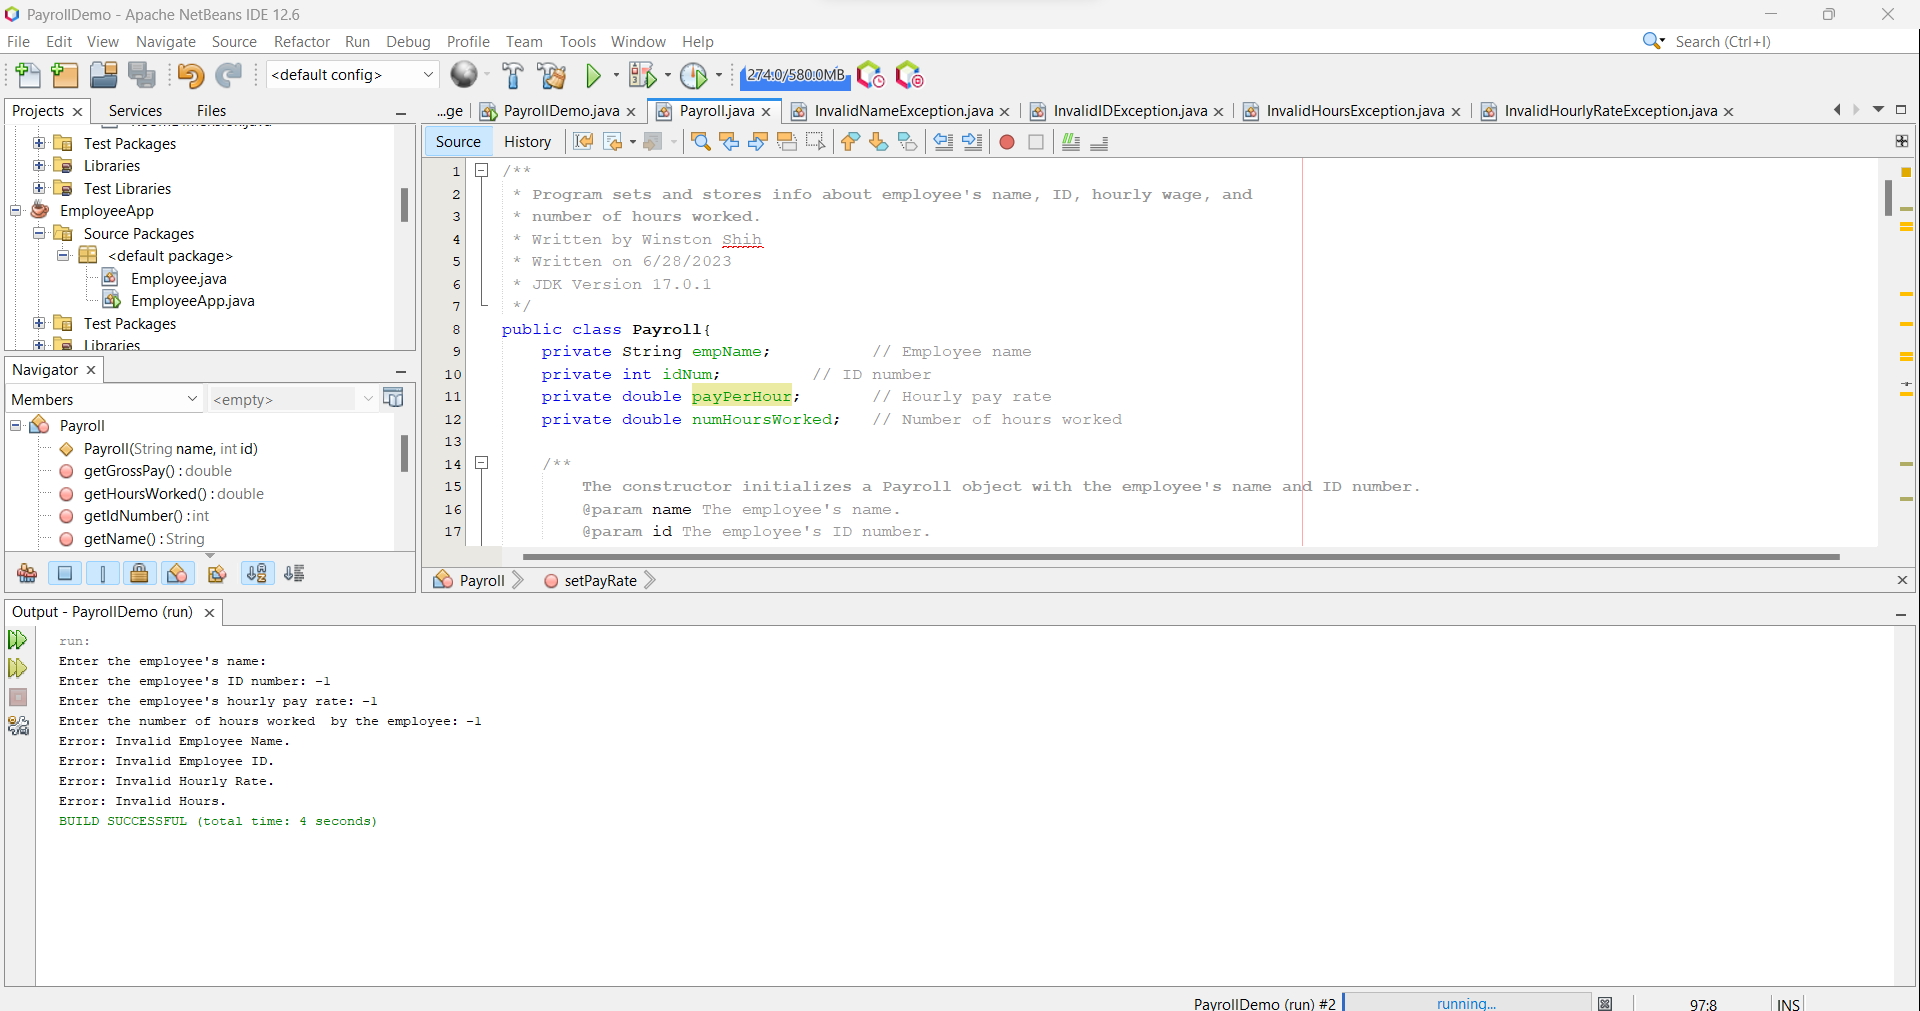 PayrollDemo - Apache NetBeans IDE 12.6
File Edit View Navigate Source Refactor Run Debug Profile Team Tools Window Help
Search (Ctrl+I)
<default config>
274.0/580.0MB
Projects Services Files
...ge PayrollDemo.java Payroll.java InvalidNameException.java InvalidIDException.java InvalidHoursException.java InvalidHourlyRateException.java
Test Packages
Libraries
Test Libraries
EmployeeApp
Source Packages
<default package>
Employee.java
EmployeeApp.java
Test Packages
Libraries
Navigator
Members
<empty>
Payroll
Payroll(String name, int id)
getGrossPay() : double
getHoursWorked() : double
getIdNumber() : int
getName() : String
Source History
1 /**
2 * Program sets and stores info about employee's name, ID, hourly wage, and
3 * number of hours worked.
4 * Written by Winston Shih
5 * Written on 6/28/2023
6 * JDK Version 17.0.1
7 */
8 public class Payroll{
9 private String empName; // Employee name
10 private int idNum; // ID number
11 private double payPerHour; // Hourly pay rate
12 private double numHoursWorked; // Number of hours worked
13
14 /**
15 The constructor initializes a Payroll object with the employee's name and ID number.
16 @param name The employee's name.
17 @param id The employee's ID number.
Payroll setPayRate
Output - PayrollDemo (run)
run:
Enter the employee's name:
Enter the employee's ID number: -1
Enter the employee's hourly pay rate: -1
Enter the number of hours worked  by the employee: -1
Error: Invalid Employee Name.
Error: Invalid Employee ID.
Error: Invalid Hourly Rate.
Error: Invalid Hours.
BUILD SUCCESSFUL (total time: 4 seconds)
PayrollDemo (run) #2 running... 97:8 INS